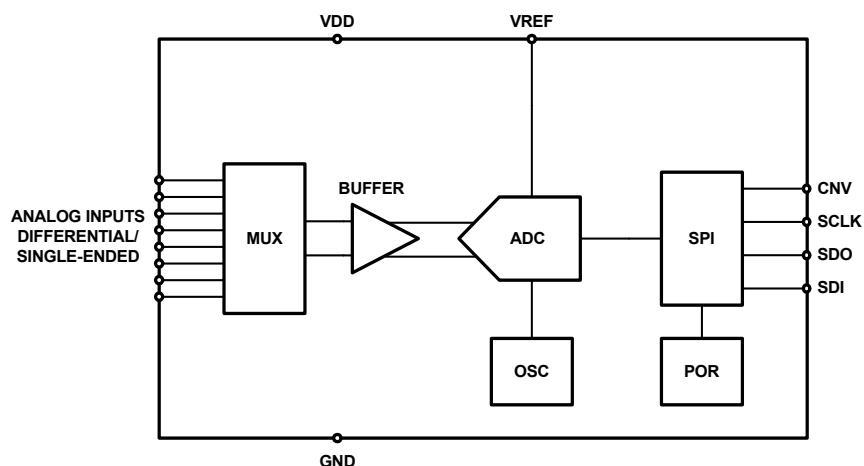 VDD
VREF
BUFFER
ANALOG INPUTS
DIFFERENTIAL/
SINGLE-ENDED
MUX
ADC
SPI
CNV
SCLK
SDO
SDI
OSC
POR
GND